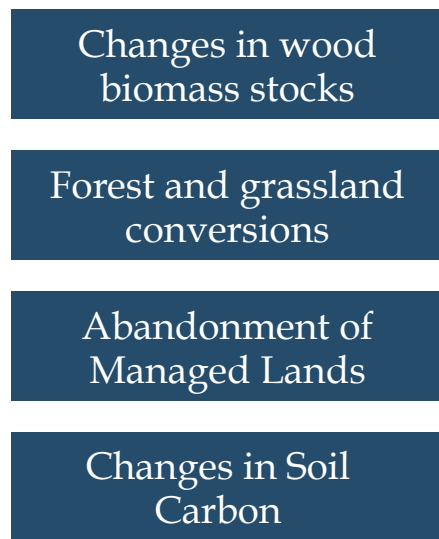 Changes in wood
biomass stocks
Forest and grassland
conversions
Abandonment of
Managed Lands
Changes in Soil
Carbon